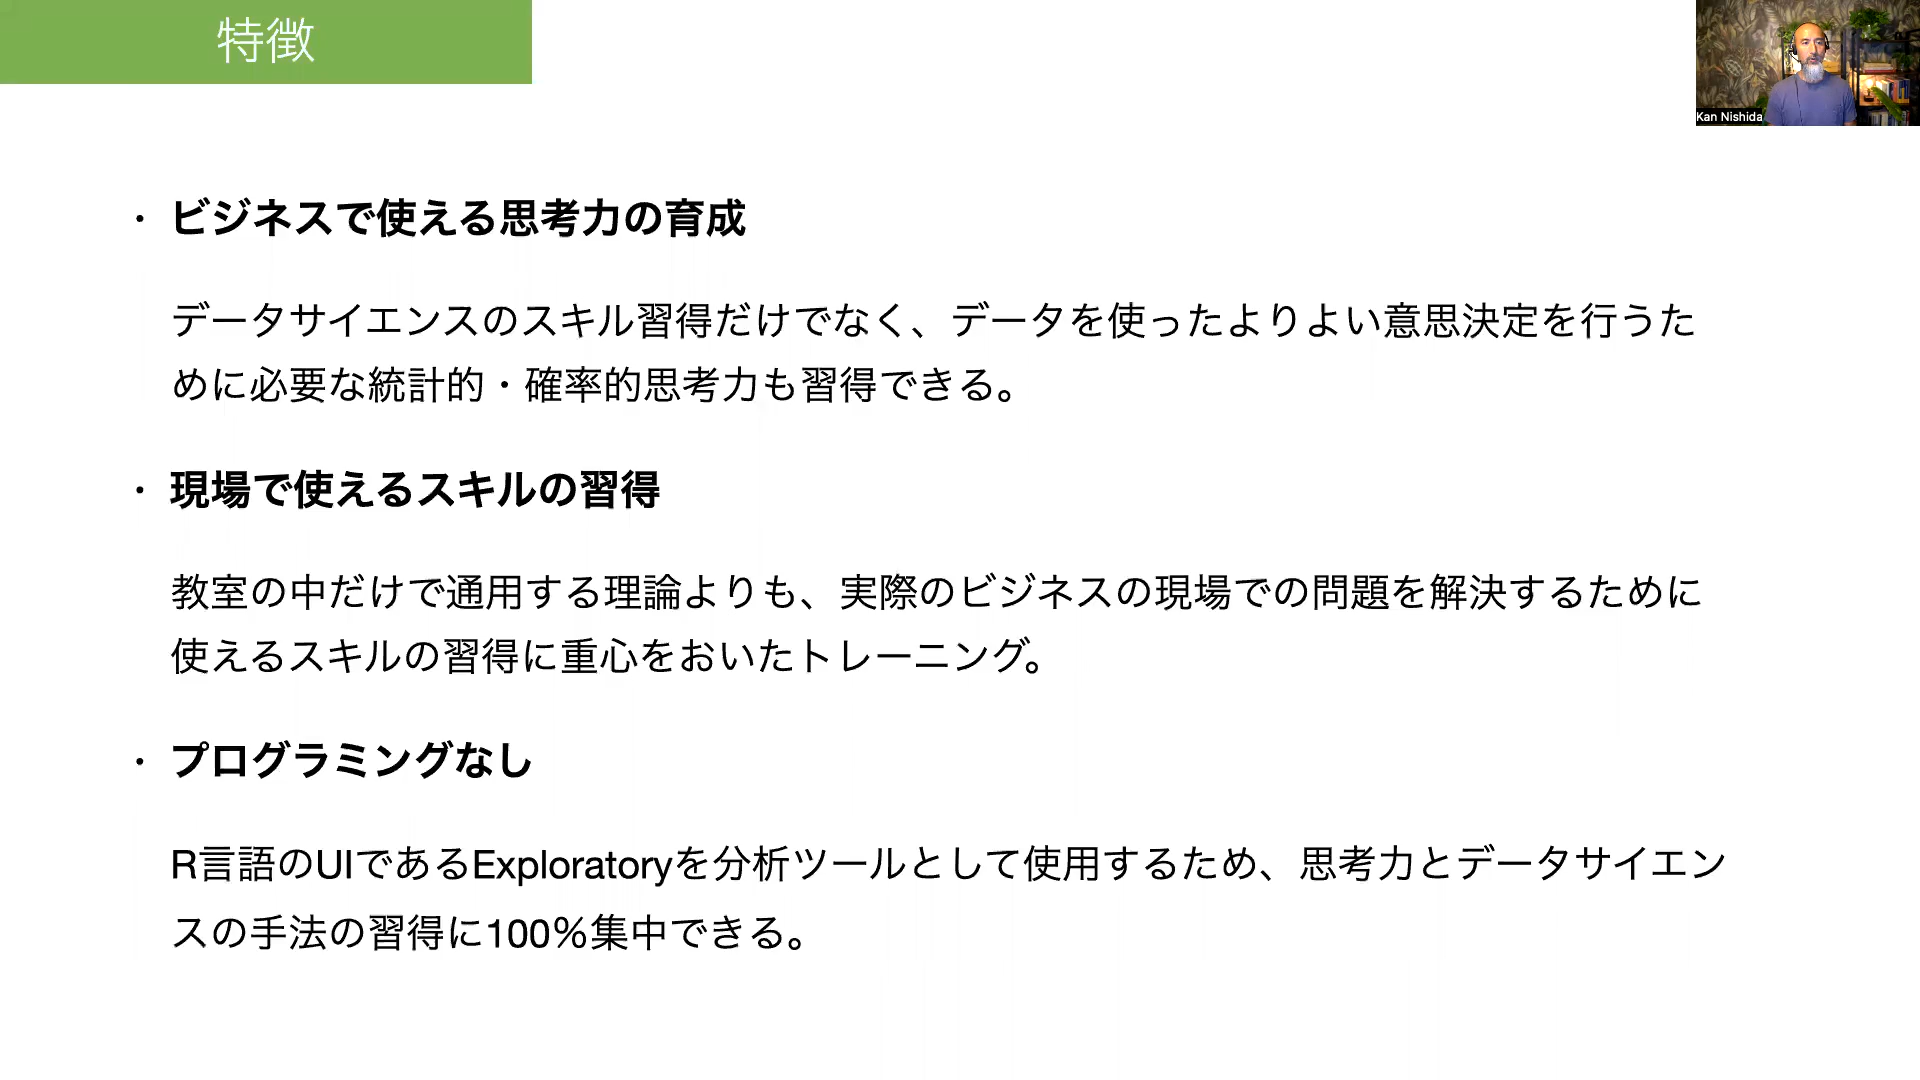 特徴
Kan Nishida
・ビジネスで使える思考力の育成
データサイエンスのスキル習得だけでなく、データを使ったよりよい意思決定を行うた
めに必要な統計的・確率的思考力も習得できる。
・現場で使えるスキルの習得
教室の中だけで通用する理論よりも、実際のビジネスの現場での問題を解決するために
使えるスキルの習得に重心をおいたトレーニング。
・プログラミングなし
R言語のUIであるExploratoryを分析ツールとして使用するため、思考力とデータサイエン
スの手法の習得に100%集中できる。